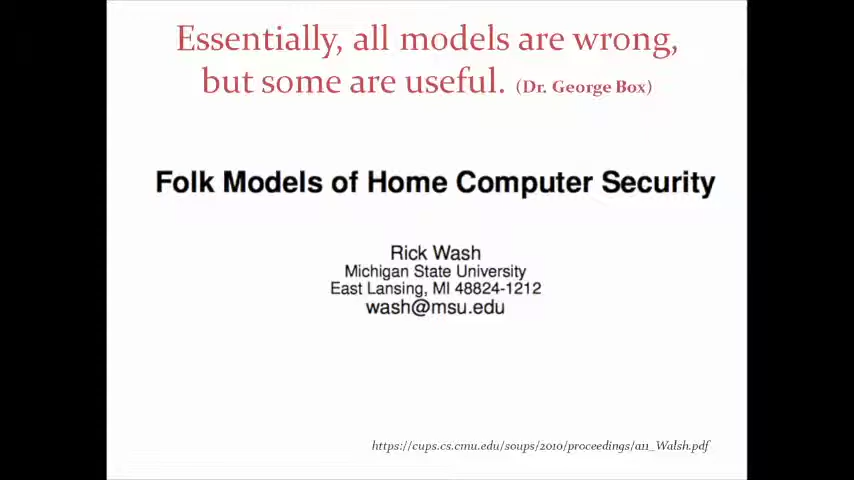 Essentially, all models are wrong,
but some are useful. (Dr. George Box)
Folk Models of Home Computer Security
Rick Wash
Michigan State University
East Lansing, MI 48824-1212
wash@msu.edu
https://cups.cs.cmu.edu/soups/2010/proceedings/a11_Walsh.pdf